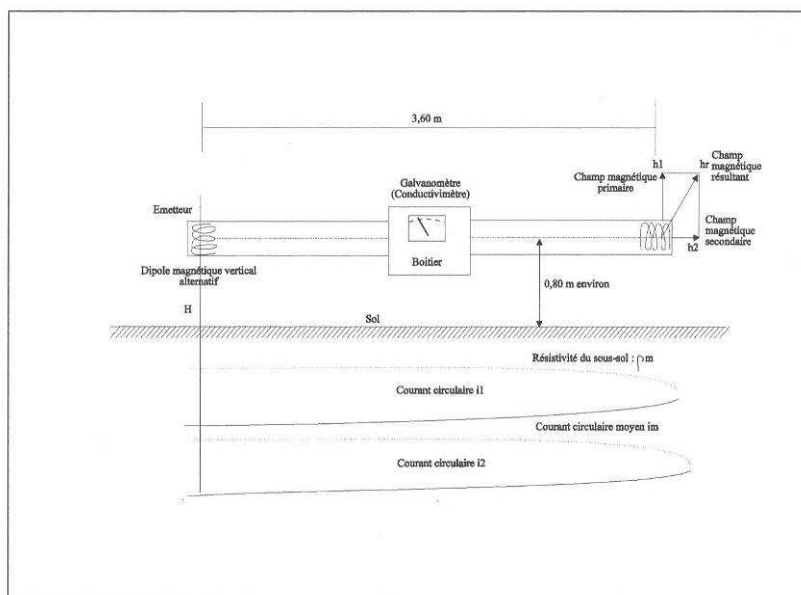 3,60 m
h1
hr
Champ
magnétique
résultant
Champ magnétique
primaire
Galvanomètre
(Conductivimètre)
Emetteur
Champ
magnétique
secondaire
h2
Boitier
Dipole magnétique vertical
alternatif
0,80 m environ
H
Sol
Résistivité du sous-sol : ρm
Courant circulaire i1
Courant circulaire moyen im
Courant circulaire i2